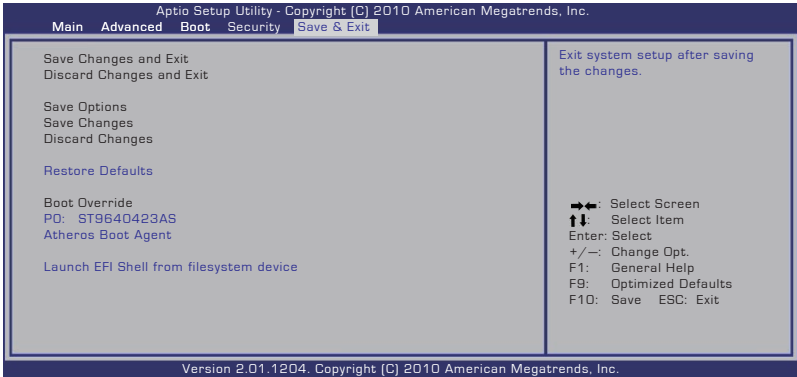 Aptio Setup Utility - Copyright (C) 2010 American Megatrends, Inc.
Main Advanced Boot Security Save & Exit
Save Changes and Exit
Discard Changes and Exit
Save Options
Save Changes
Discard Changes
Restore Defaults
Boot Override
P0: ST9640423AS
Atheros Boot Agent
Launch EFI Shell from filesystem device
Exit system setup after saving
the changes.
→←: Select Screen
↑↓: Select Item
Enter: Select
+/—: Change Opt.
F1: General Help
F9: Optimized Defaults
F10: Save ESC: Exit
Version 2.01.1204. Copyright (C) 2010 American Megatrends, Inc.